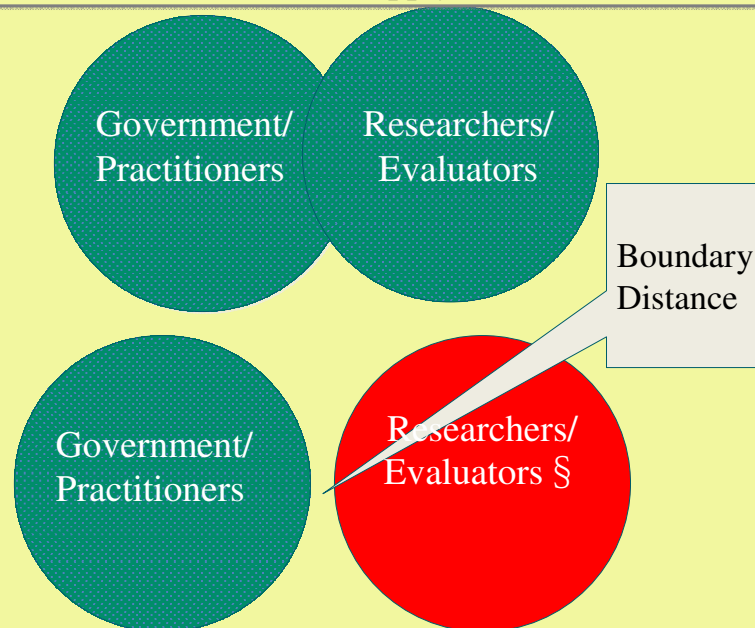 Government/
Practitioners
Researchers/
Evaluators
Boundary
Distance
Government/
Practitioners
Researchers/
Evaluators §